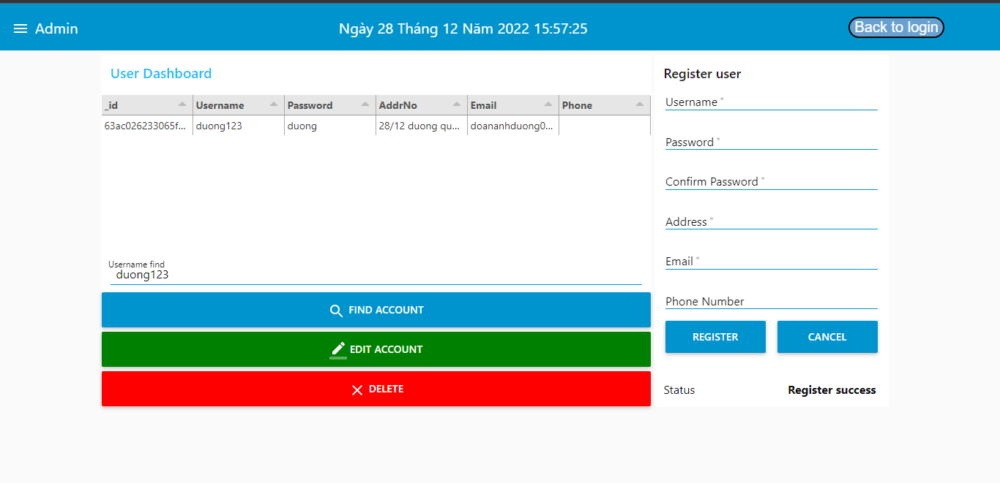 Admin
Ngày 28 Tháng 12 Năm 2022 15:57:25
Back to login
User Dashboard
_id Username Password AddrNo Email Phone
63ac026233065f... duong123 duong 28/12 duong qu... doananhduong0...
Username find
duong123
FIND ACCOUNT
EDIT ACCOUNT
DELETE
Register user
Username *
Password *
Confirm Password *
Address *
Email *
Phone Number
REGISTER CANCEL
Status Register success